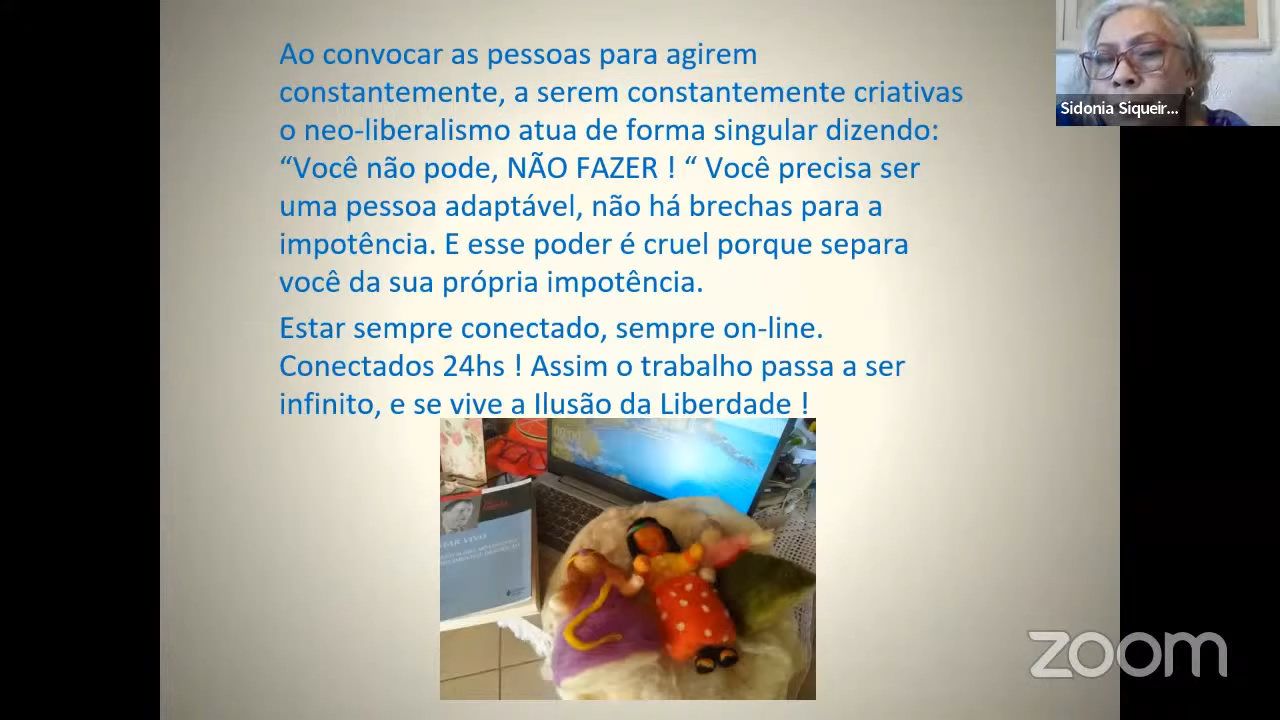 Ao convocar as pessoas para agirem
constantemente, a serem constantemente criativas
o neo-liberalismo atua de forma singular dizendo:
“Você não pode, NÃO FAZER ! “ Você precisa ser
uma pessoa adaptável, não há brechas para a
impotência. E esse poder é cruel porque separa
você da sua própria impotência.
Estar sempre conectado, sempre on-line.
Conectados 24hs ! Assim o trabalho passa a ser
infinito, e se vive a Ilusão da Liberdade !
Sidonia Siqueir...
VIVO
zoom